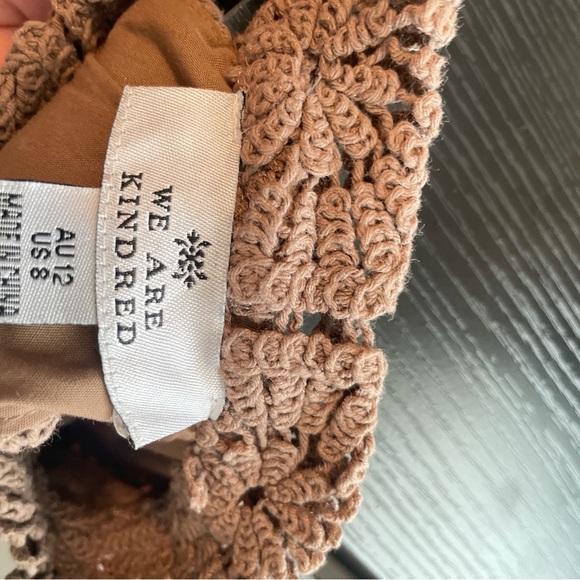 WE ARE
KINDRED
AU 12
US 8
MADE IN CHINA